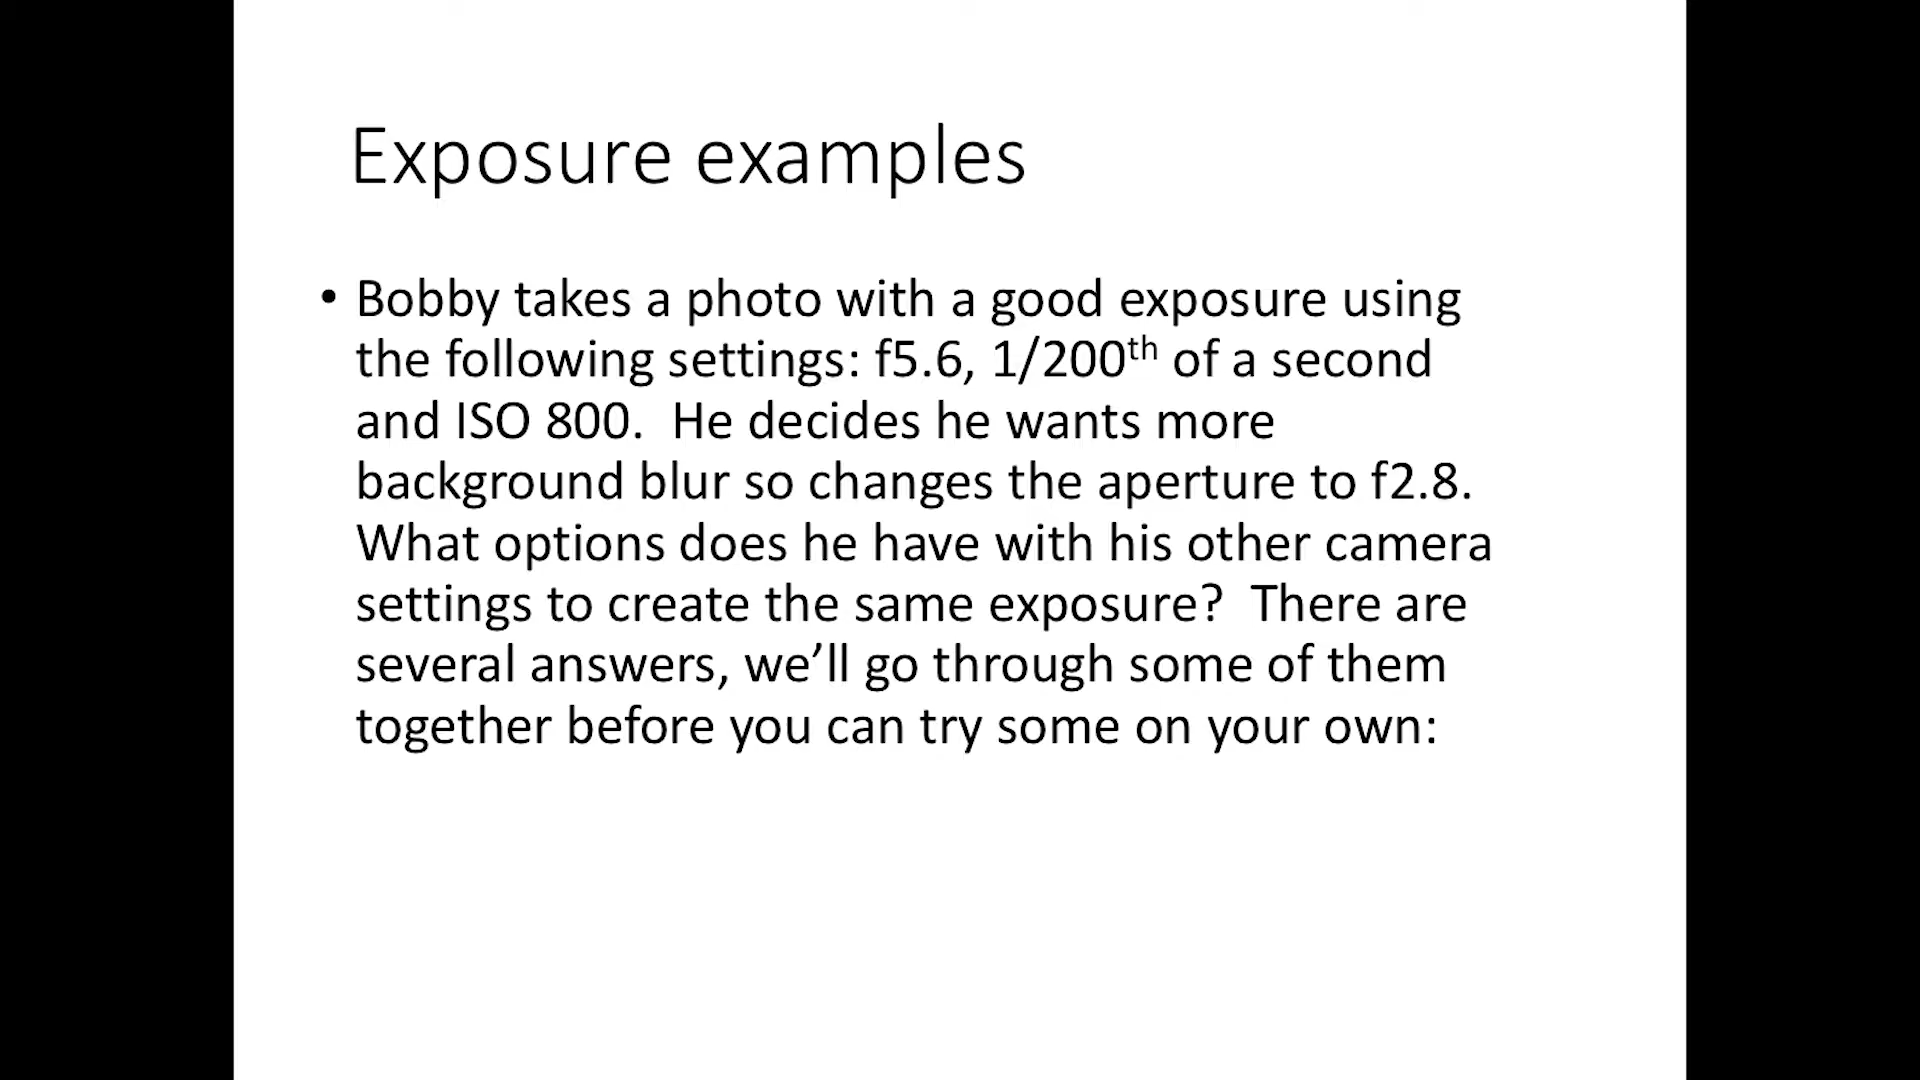 Exposure examples
• Bobby takes a photo with a good exposure using
the following settings: f5.6, 1/200th of a second
and ISO 800.  He decides he wants more
background blur so changes the aperture to f2.8.
What options does he have with his other camera
settings to create the same exposure?  There are
several answers, we’ll go through some of them
together before you can try some on your own: